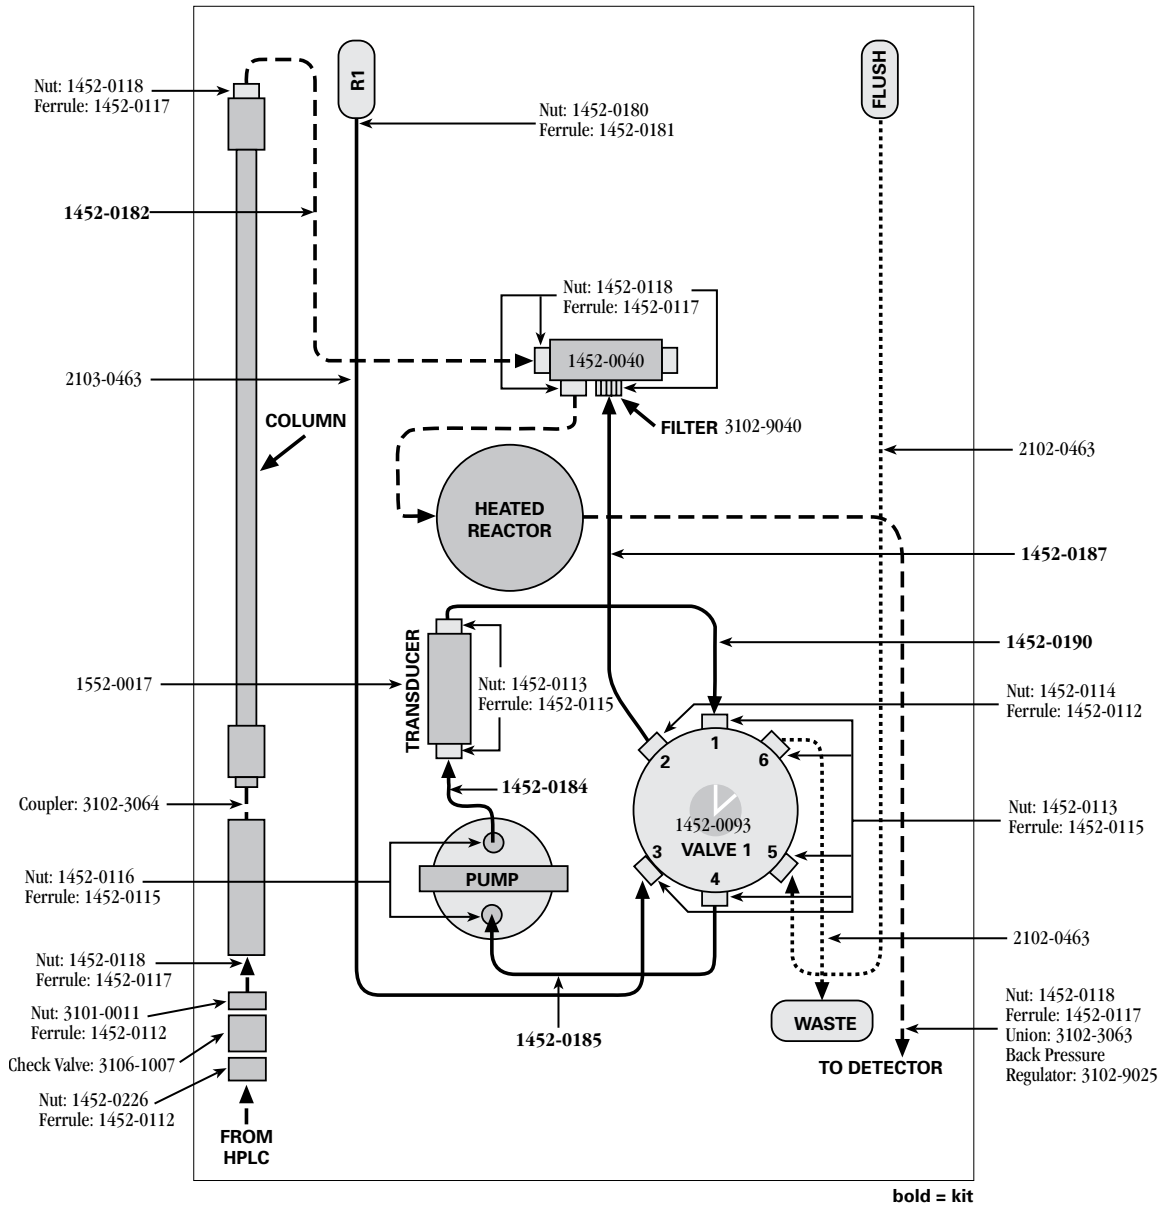 R1
FLUSH
Nut: 1452-0118
Ferrule: 1452-0117
Nut: 1452-0180
Ferrule: 1452-0181
1452-0182
Nut: 1452-0118
Ferrule: 1452-0117
1452-0040
2103-0463
COLUMN
FILTER 3102-9040
2102-0463
HEATED
REACTOR
1452-0187
TRANSDUCER
1452-0190
1552-0017
Nut: 1452-0113
Ferrule: 1452-0115
Nut: 1452-0114
Ferrule: 1452-0112
1
2
6
1452-0184
Coupler: 3102-3064
1452-0093
VALVE 1
3
5
4
Nut: 1452-0113
Ferrule: 1452-0115
Nut: 1452-0116
Ferrule: 1452-0115
PUMP
2102-0463
Nut: 1452-0118
Ferrule: 1452-0117
Nut: 3101-0011
Ferrule: 1452-0112
Check Valve: 3106-1007
Nut: 1452-0226
Ferrule: 1452-0112
1452-0185
WASTE
Nut: 1452-0118
Ferrule: 1452-0117
Union: 3102-3063
Back Pressure
Regulator: 3102-9025
TO DETECTOR
FROM
HPLC
bold = kit